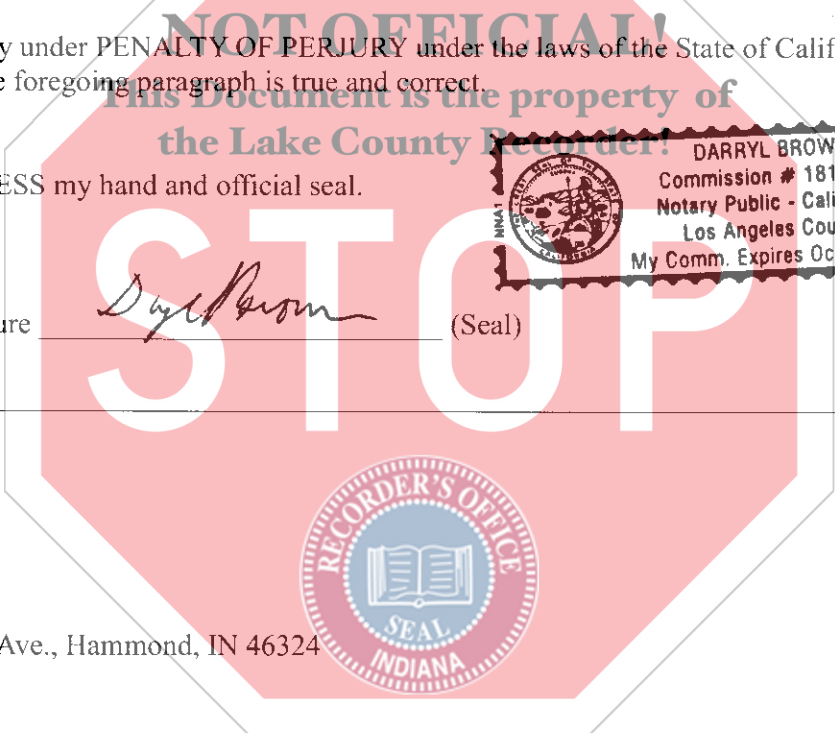 NOT OFFICIAL!
y under PENALTY OF PERJURY under the laws of the State of Calif
e foregoing paragraph is true and correct.
This Document is the property of
the Lake County Recorder!
DARRYL BROW
Commission # 181
Notary Public - Cali
Los Angeles Cou
My Comm. Expires Oc
NNA1
CALIFORNIA
ESS my hand and official seal.
STOP
ure
(Seal)
RECORDER'S OFFICE
SEAL
INDIANA
Ave., Hammond, IN 46324